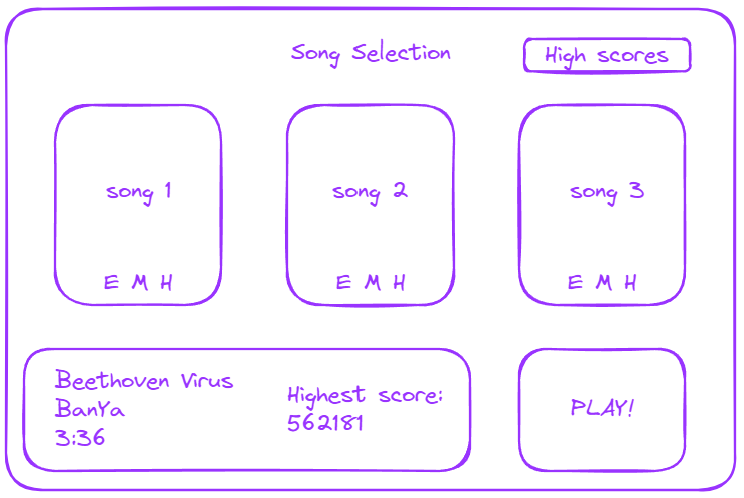 Song Selection
High scores
song 1
song 2
song 3
E M H
E M H
E M H
Beethoven Virus
BanYa
3:36
Highest score:
562181
PLAY!